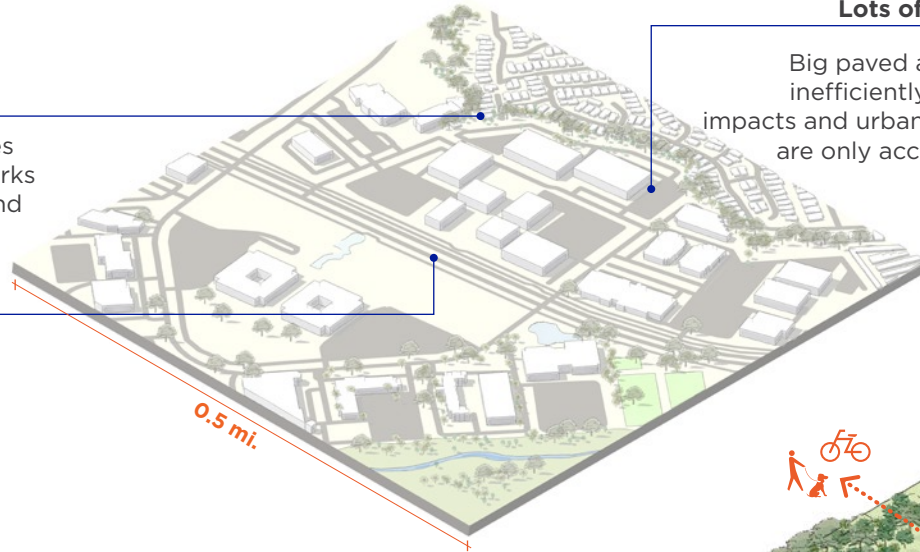 Lots of
Big paved a
inefficiently
impacts and urban
are only acc
es
rks
nd
0.5 mi.